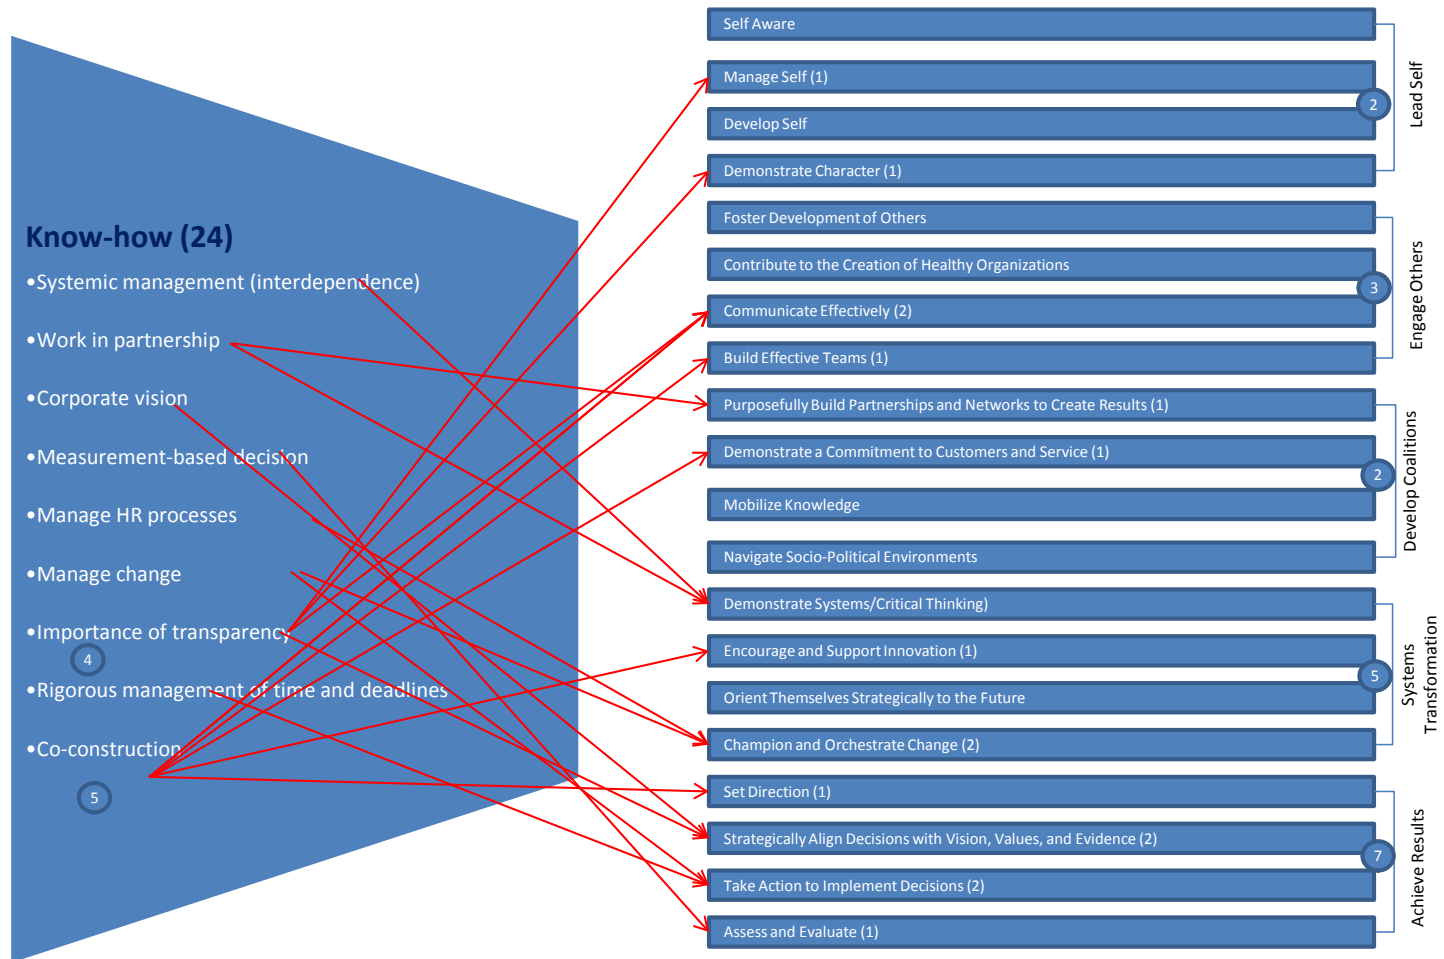 Know-how (24)
•Systemic management (interdependence)
•Work in partnership
•Corporate vision
•Measurement-based decision
•Manage HR processes
•Manage change
•Importance of transparency
4
•Rigorous management of time and deadlines
•Co-construction
5
Self Aware
Manage Self (1)
Develop Self
Demonstrate Character (1)
2
Lead Self
Foster Development of Others
Contribute to the Creation of Healthy Organizations
Communicate Effectively (2)
Build Effective Teams (1)
3
Engage Others
Purposefully Build Partnerships and Networks to Create Results (1)
Demonstrate a Commitment to Customers and Service (1)
Mobilize Knowledge
Navigate Socio-Political Environments
2
Develop Coalitions
Demonstrate Systems/Critical Thinking)
Encourage and Support Innovation (1)
Orient Themselves Strategically to the Future
Champion and Orchestrate Change (2)
5
Systems
Transformation
Set Direction (1)
Strategically Align Decisions with Vision, Values, and Evidence (2)
Take Action to Implement Decisions (2)
Assess and Evaluate (1)
7
Achieve Results